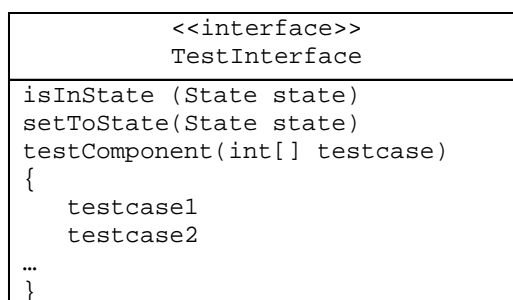 <<interface>>
TestInterface
isInState (State state)
setToState(State state)
testComponent(int[] testcase)
{
testcase1
testcase2
…
}